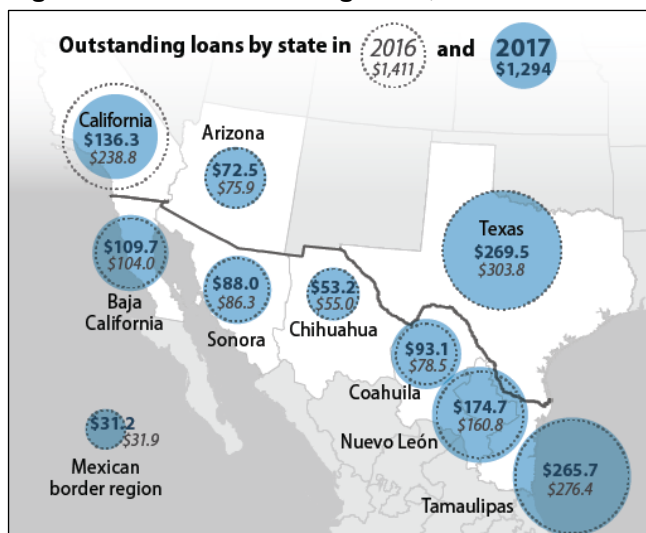 Outstanding loans by state in 2016 and 2017
$1,411 $1,294
California
$136.3
$238.8
Arizona
$72.5
$75.9
Texas
$269.5
$303.8
$109.7
$104.0
Baja
California
$88.0
$86.3
Sonora
$53.2
$55.0
Chihuahua
$93.1
$78.5
Coahuila
$174.7
$160.8
Nuevo León
$31.2
$31.9
Mexican
border region
$265.7
$276.4
Tamaulipas